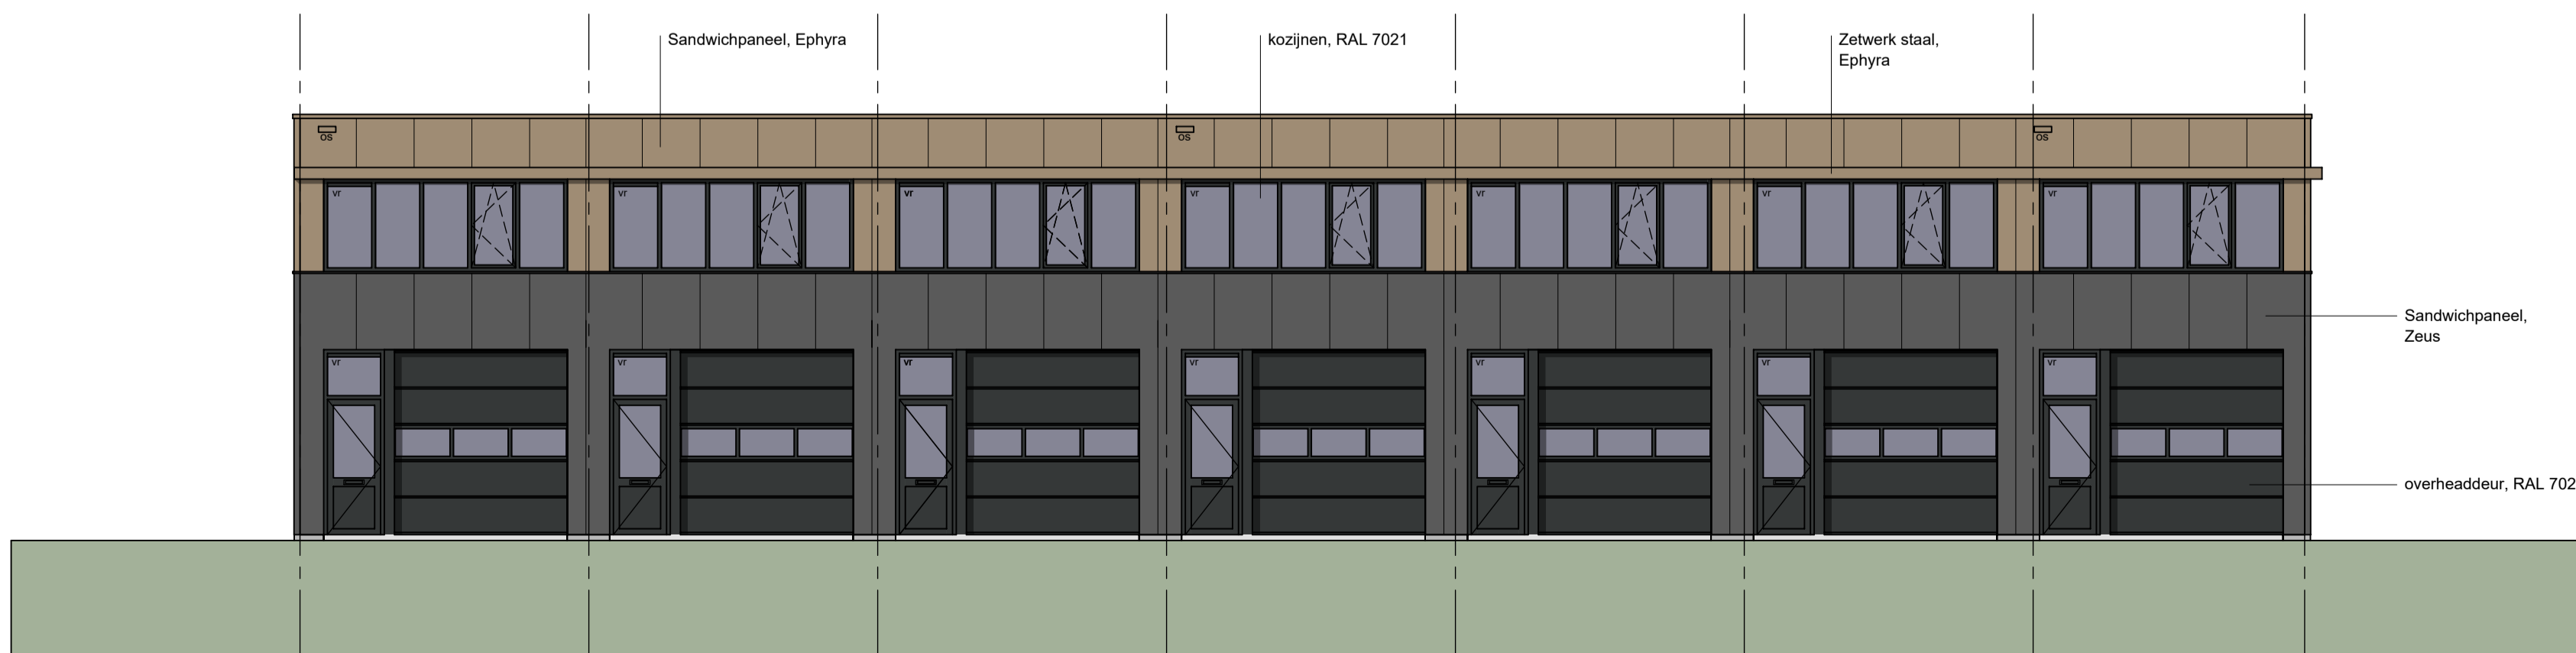 Sandwichpaneel, Ephyra
kozijnen, RAL 7021
Zetwerk staal,
Ephyra
os
os
os
vr
vr
vr
vr
vr
vr
vr
Sandwichpaneel,
Zeus
vr
vr
vr
vr
vr
vr
vr
overheaddeur, RAL 702